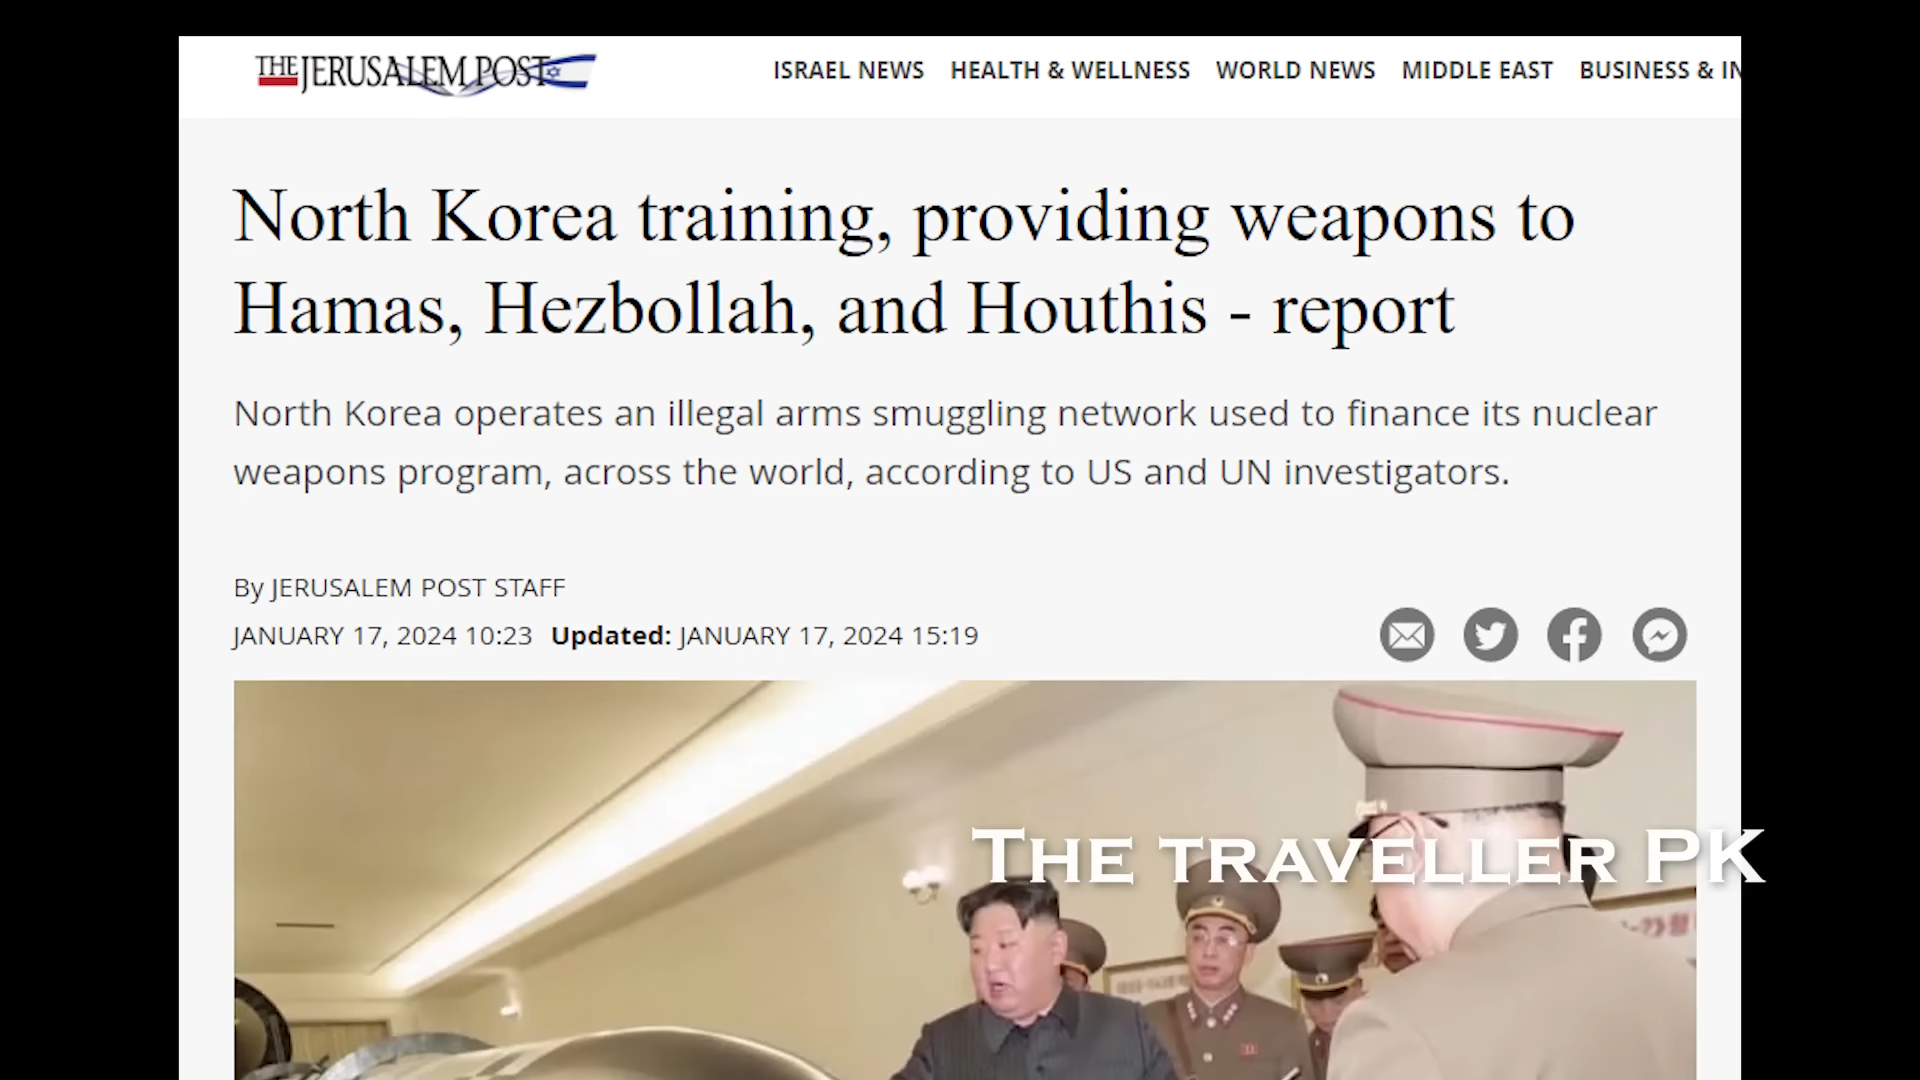 THE JERUSALEM POST
ISRAEL NEWS HEALTH & WELLNESS WORLD NEWS MIDDLE EAST BUSINESS & IN
North Korea training, providing weapons to
Hamas, Hezbollah, and Houthis - report
North Korea operates an illegal arms smuggling network used to finance its nuclear
weapons program, across the world, according to US and UN investigators.
By JERUSALEM POST STAFF
JANUARY 17, 2024 10:23 Updated: JANUARY 17, 2024 15:19
THE TRAVELLER PK